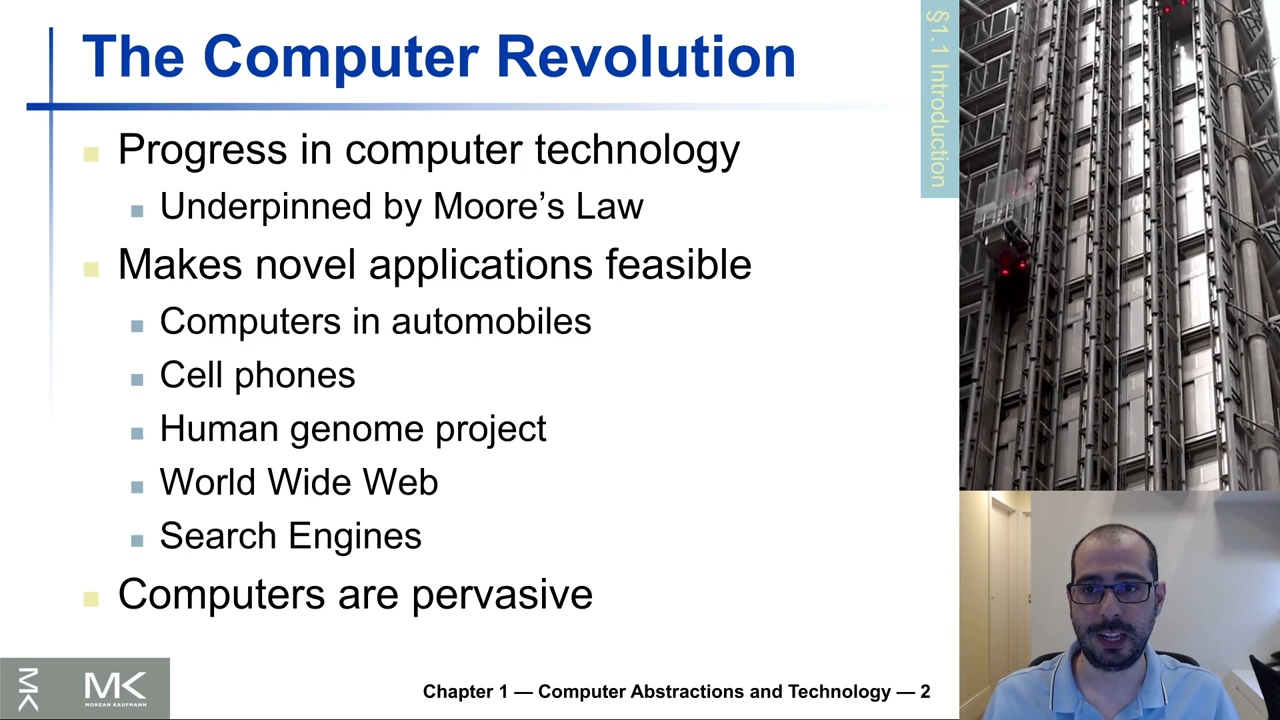 The Computer Revolution
§1.1 Introduction
Progress in computer technology
Underpinned by Moore’s Law
Makes novel applications feasible
Computers in automobiles
Cell phones
Human genome project
World Wide Web
Search Engines
Computers are pervasive
MK
MK
MORGAN KAUFMANN
Chapter 1 — Computer Abstractions and Technology — 2